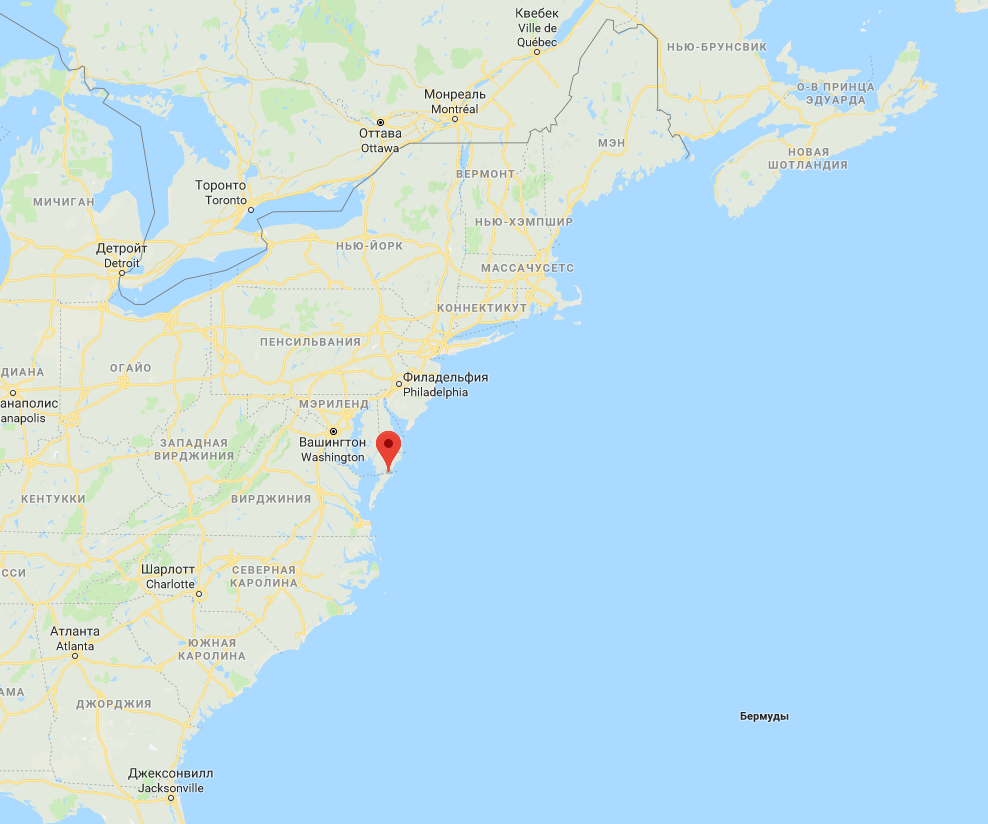 Квебек
Ville de
Québec
НЬЮ-БРУНСВИК
О-В ПРИНЦА
ЭДУАРДА
Монреаль
Montréal
Оттава
Ottawa
МЭН
НОВАЯ
ШОТЛАНДИЯ
ВЕРМОНТ
Торонто
Toronto
МИЧИГАН
НЬЮ-ХЭМПШИР
НЬЮ-ЙОРК
Детройт
Detroit
МАССАЧУСЕТС
КОННЕКТИКУТ
ПЕНСИЛЬВАНИЯ
ОГАЙО
ДИАНА
Филадельфия
Philadelphia
анаполис
anapolis
МЭРИЛЕНД
Вашингтон
Washington
ЗАПАДНАЯ
ВИРДЖИНИЯ
КЕНТУККИ
ВИРДЖИНИЯ
Шарлотт
Charlotte
СЕВЕРНАЯ
КАРОЛИНА
ССИ
Атланта
Atlanta
ЮЖНАЯ
КАРОЛИНА
АМА
ДЖОРДЖИЯ
Бермуды
Джексонвилл
Jacksonville